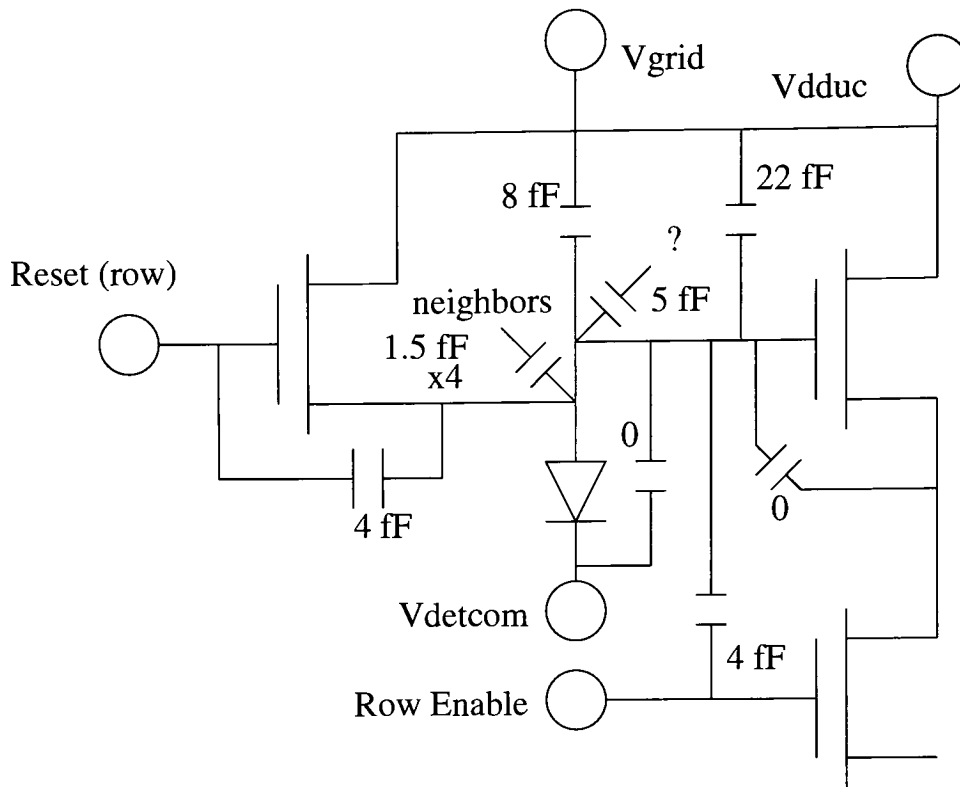 Vgrid
Vdduc
8 fF
22 fF
?
Reset (row)
neighbors
5 fF
1.5 fF
x4
0
4 fF
0
Vdetcom
4 fF
Row Enable